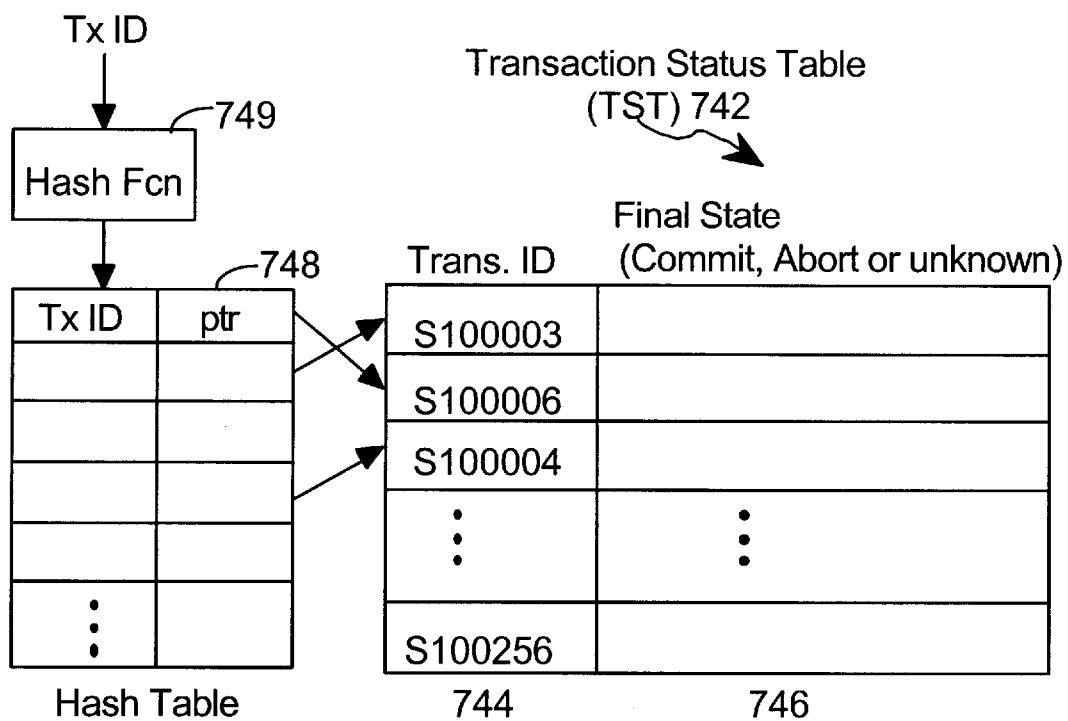 Tx ID
749
Hash Fcn
Transaction Status Table
(TST) 742
748
Tx ID ptr
Hash Table
Trans. ID
Final State
(Commit, Abort or unknown)
S100003
S100006
S100004
S100256
744
746